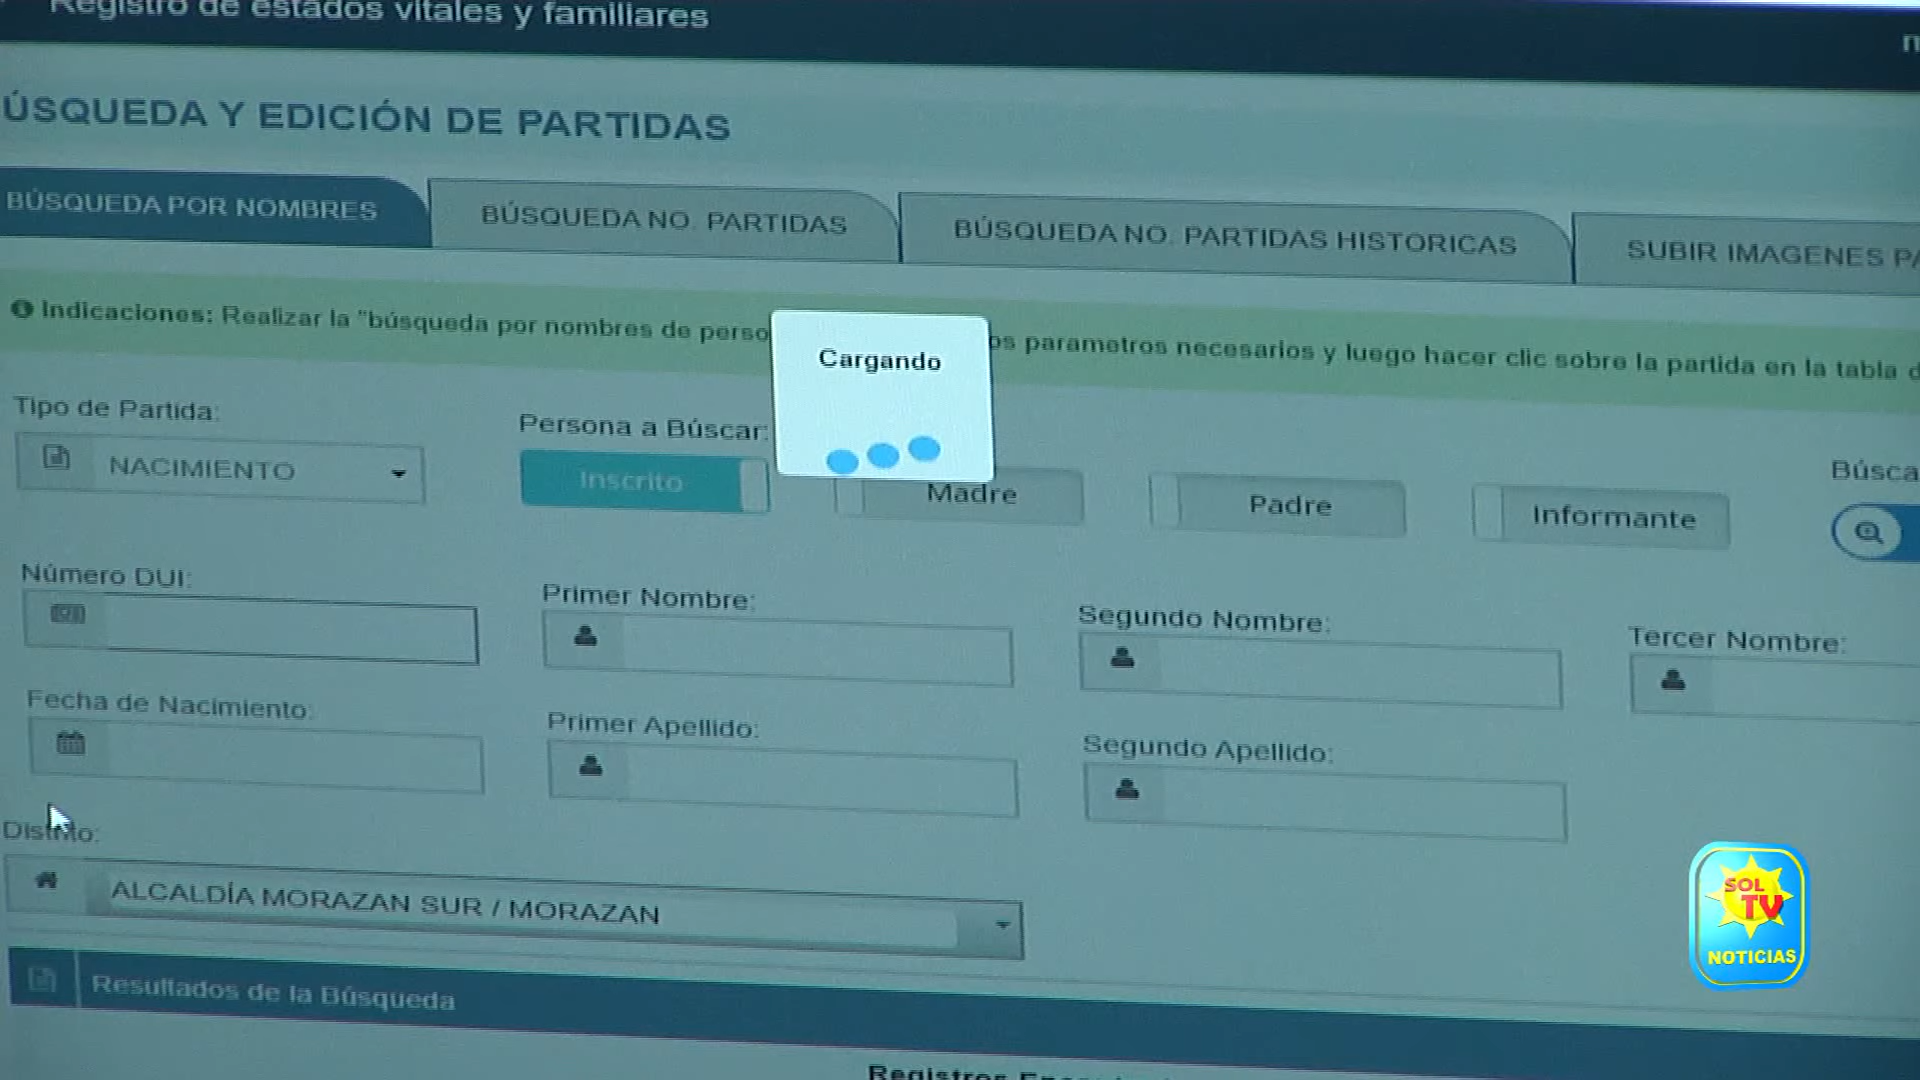 Registro de estados vitales y familiares
ÚSQUEDA Y EDICIÓN DE PARTIDAS
BÚSQUEDA POR NOMBRES
BÚSQUEDA NO. PARTIDAS
BÚSQUEDA NO. PARTIDAS HISTORICAS
SUBIR IMAGENES PA
Indicaciones: Realizar la "búsqueda por nombres de perso os parametros necesarios y luego hacer clic sobre la partida en la tabla d
Cargando
Tipo de Partida:
NACIMIENTO
Persona a Búscar:
Inscrito
Madre
Padre
Informante
Búsca
Número DUI:
Primer Nombre:
Segundo Nombre:
Tercer Nombre:
Fecha de Nacimiento:
Primer Apellido:
Segundo Apellido:
Distrito:
ALCALDÍA MORAZAN SUR / MORAZAN
Resultados de la Búsqueda
Registros
SOL
TV
NOTICIAS